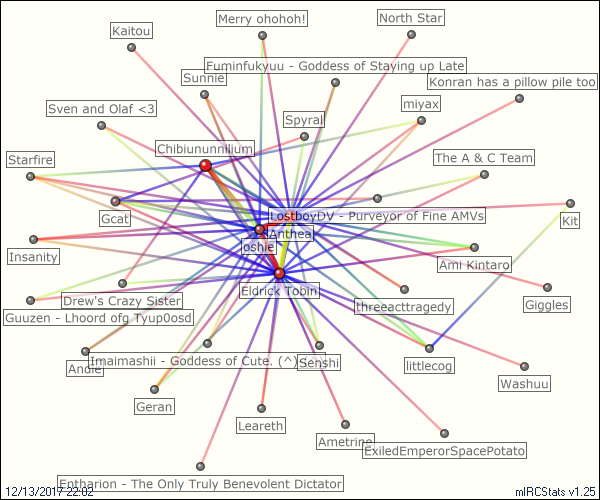 Kaitou
Merry ohohoh!
North Star
Fuminfukyuu - Goddess of Staying up Late
Sunnie
Konran has a pillow pile too
Sven and Olaf <3
miyax
Spyral
Chibiununnilium
Starfire
The A & C Team
Gcat
LostboyDV - Purveyor of Fine AMVs
Kit
Anthea
oshie
Insanity
Ami Kintaro
Eldrick Tobin
Drew's Crazy Sister
threeacttragedy
Giggles
Guuzen - Lhoord ofg Tyup0osd
Andie
Imaimashii - Goddess of Cute. (^)
Senshi
littlecog
Washuu
Geran
Leareth
Ametrine
ExiledEmperorSpacePotato
Entharion - The Only Truly Benevolent Dictator
12/13/2017 22:02
mIRCStats v1.25